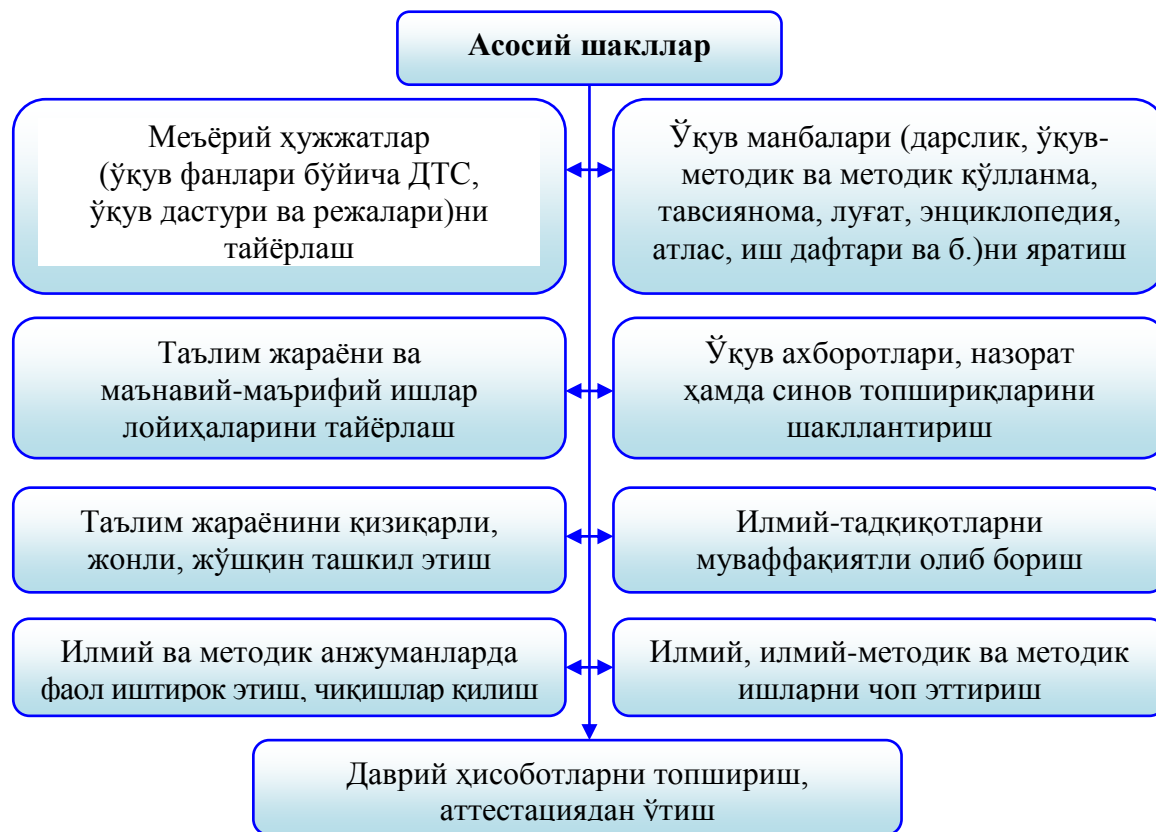 Асосий шакллар
Меъёрий ҳужжатлар
(ўқув фанлари бўйича ДТС,
ўқув дастури ва режалари)ни
тайёрлаш
Ўқув манбалари (дарслик, ўқув-
методик ва методик қўлланма,
тавсиянома, луғат, энциклопедия,
атлас, иш дафтари ва б.)ни яратиш
Таълим жараёни ва
маънавий-маърифий ишлар
лойиҳаларини тайёрлаш
Ўқув ахборотлари, назорат
ҳамда синов топшириқларини
шакллантириш
Таълим жараёнини қизиқарли,
жонли, жўшқин ташкил этиш
Илмий-тадқиқотларни
муваффақиятли олиб бориш
Илмий ва методик анжуманларда
фаол иштирок этиш, чиқишлар қилиш
Илмий, илмий-методик ва методик
ишларни чоп эттириш
Даврий ҳисоботларни топшириш,
аттестациядан ўтиш